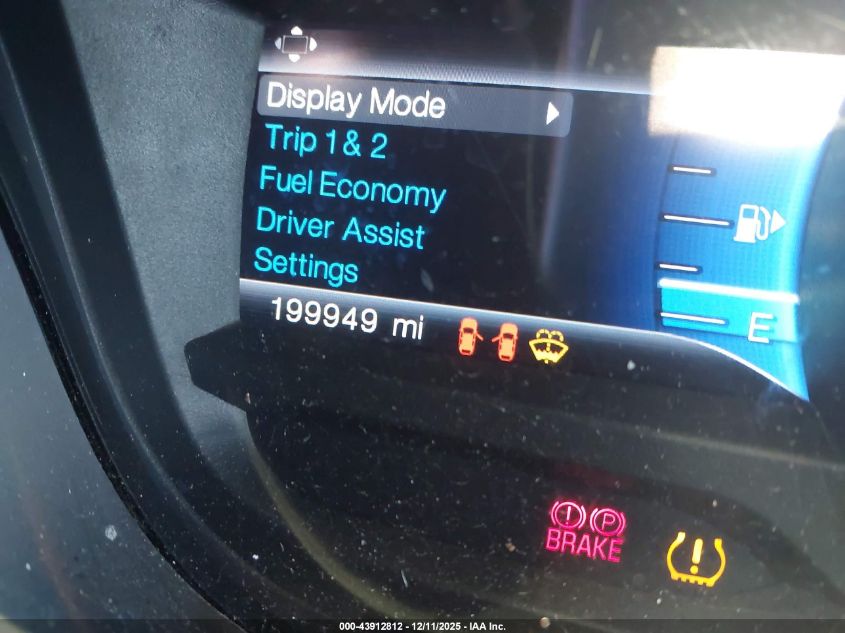 Display Mode
Trip 1 & 2
Fuel Economy
Driver Assist
Settings
199949 mi
E
BRAKE
P
000-43912812 - 12/11/2025 - IAA Inc.